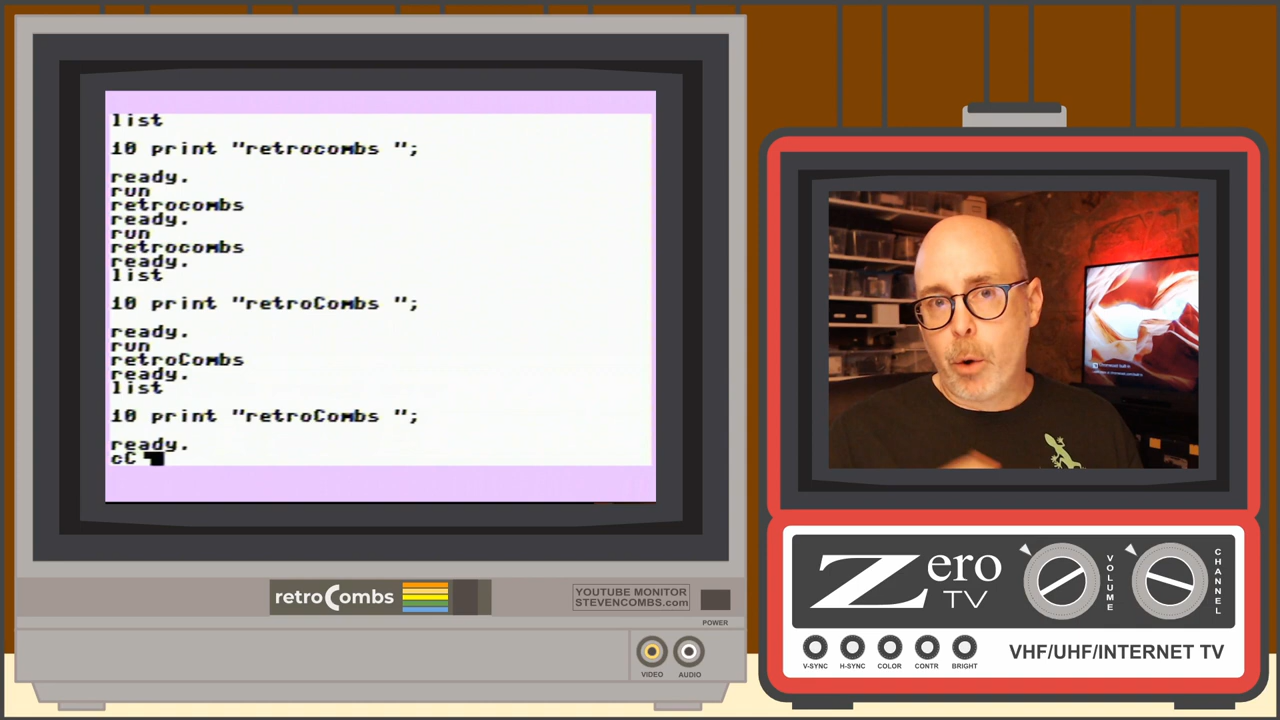 list
10 print "retrocombs ";
ready.
run
retrocombs
ready.
run
retrocombs
ready.
list
10 print "retroCombs ";
ready.
run
retroCombs
ready.
list
10 print "retroCombs ";
ready.
cC
retroCombs
YOUTUBE MONITOR
STEVENCOMBS.com
POWER
VIDEO
AUDIO
Zero
TV
VOLUME
CHANNEL
V-SYNC
H-SYNC
COLOR
CONTR
BRIGHT
VHF/UHF/INTERNET TV